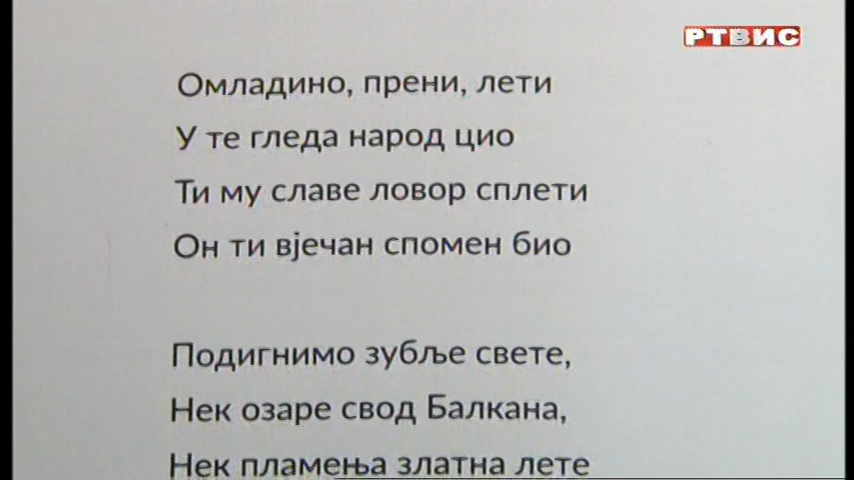 РТВИС
Омладино, прени, лети
У те гледа народ цио
Ти му славе ловор сплети
Он ти вјечан спомен био
Подигнимо зубље свете,
Нек озаре свод Балкана,
Нек пламења златна лете